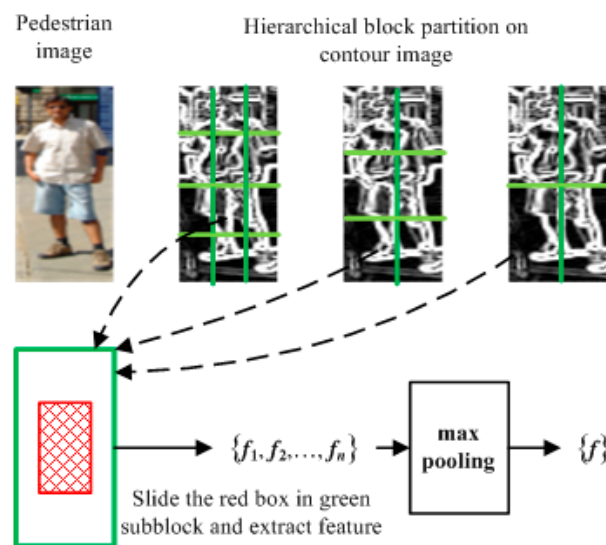 Pedestrian
image
Hierarchical block partition on
contour image
{f₁, f₂, …, fₙ}
max
pooling
{f}
Slide the red box in green
subblock and extract feature